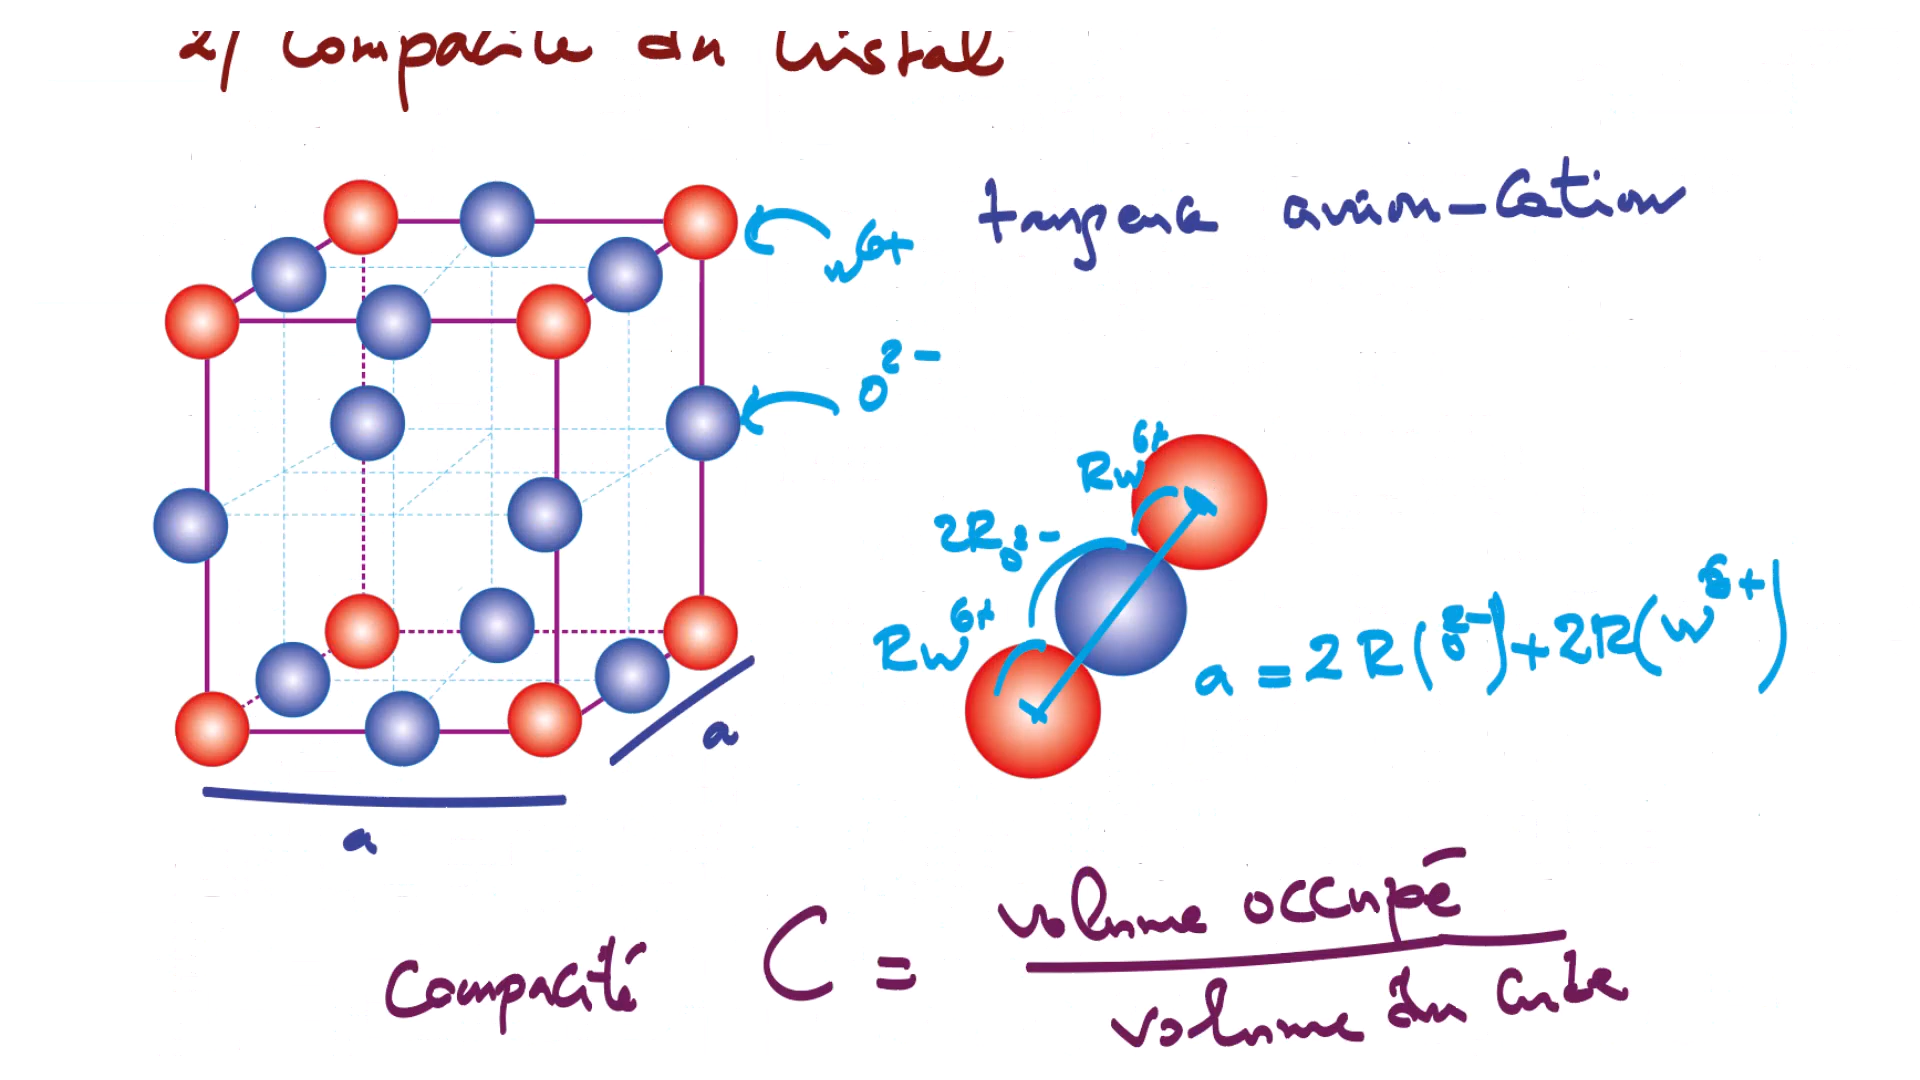 2/ Compacité du Cristal
tangence anion-Cation
W6+
O2-
RW6+
2RO2-
RW6+
a = 2R(O2-) + 2R(W6+)
a
a
Compacité C = volume occupé
volume du Cube